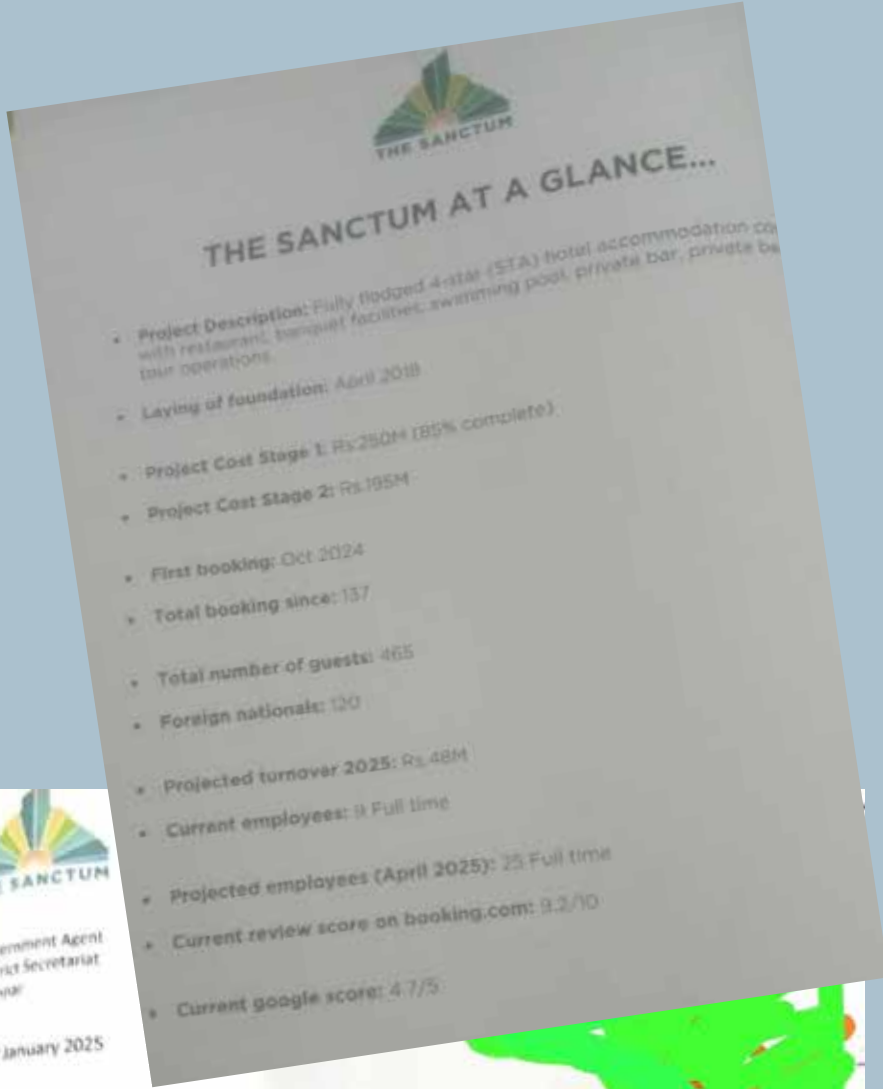 THE SANCTUM
THE SANCTUM AT A GLANCE...
• Project Description: Fully flodged 4-star (STA) hotel accommodation
with restaurant, banquet facilities, swimming pool, private bar, private
tour operations.
• Laying of foundation: April 2018
• Project Cost Stage 1: Rs.250M (85% complete)
• Project Cost Stage 2: Rs.195M
• First booking: Oct 2024
• Total booking since: 137
• Total number of guests: 465
• Foreign nationals: 120
• Projected turnover 2025: Rs.48M
• Current employees: 9 Full time
• Projected employees (April 2025): 25 Full time
• Current review score on booking.com: 9.2/10
• Current google score: 4.7/5
SANCTUM
Agent
Secretariat
January 2025